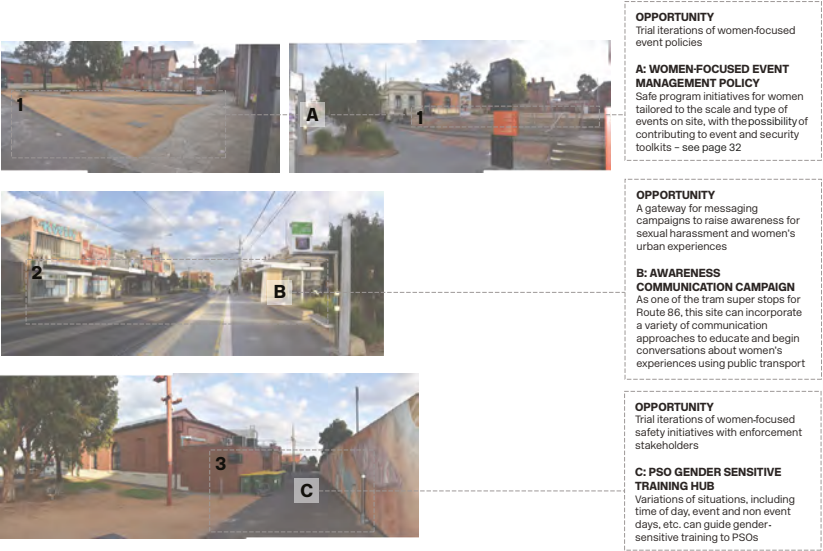 OPPORTUNITY
Trial iterations of women-focused
event policies
A: WOMEN-FOCUSED EVENT
MANAGEMENT POLICY
Safe program initiatives for women
tailored to the scale and type of
events on site, with the possibility of
contributing to event and security
toolkits – see page 32
1
A
1
OPPORTUNITY
A gateway for messaging
campaigns to raise awareness for
sexual harassment and women's
urban experiences
B: AWARENESS
COMMUNICATION CAMPAIGN
As one of the tram super stops for
Route 86, this site can incorporate
a variety of communication
approaches to educate and begin
conversations about women's
experiences using public transport
2
B
OPPORTUNITY
Trial iterations of women-focused
safety initiatives with enforcement
stakeholders
C: PSO GENDER SENSITIVE
TRAINING HUB
Variations of situations, including
time of day, event and non event
days, etc. can guide gender-
sensitive training to PSOs
3
C